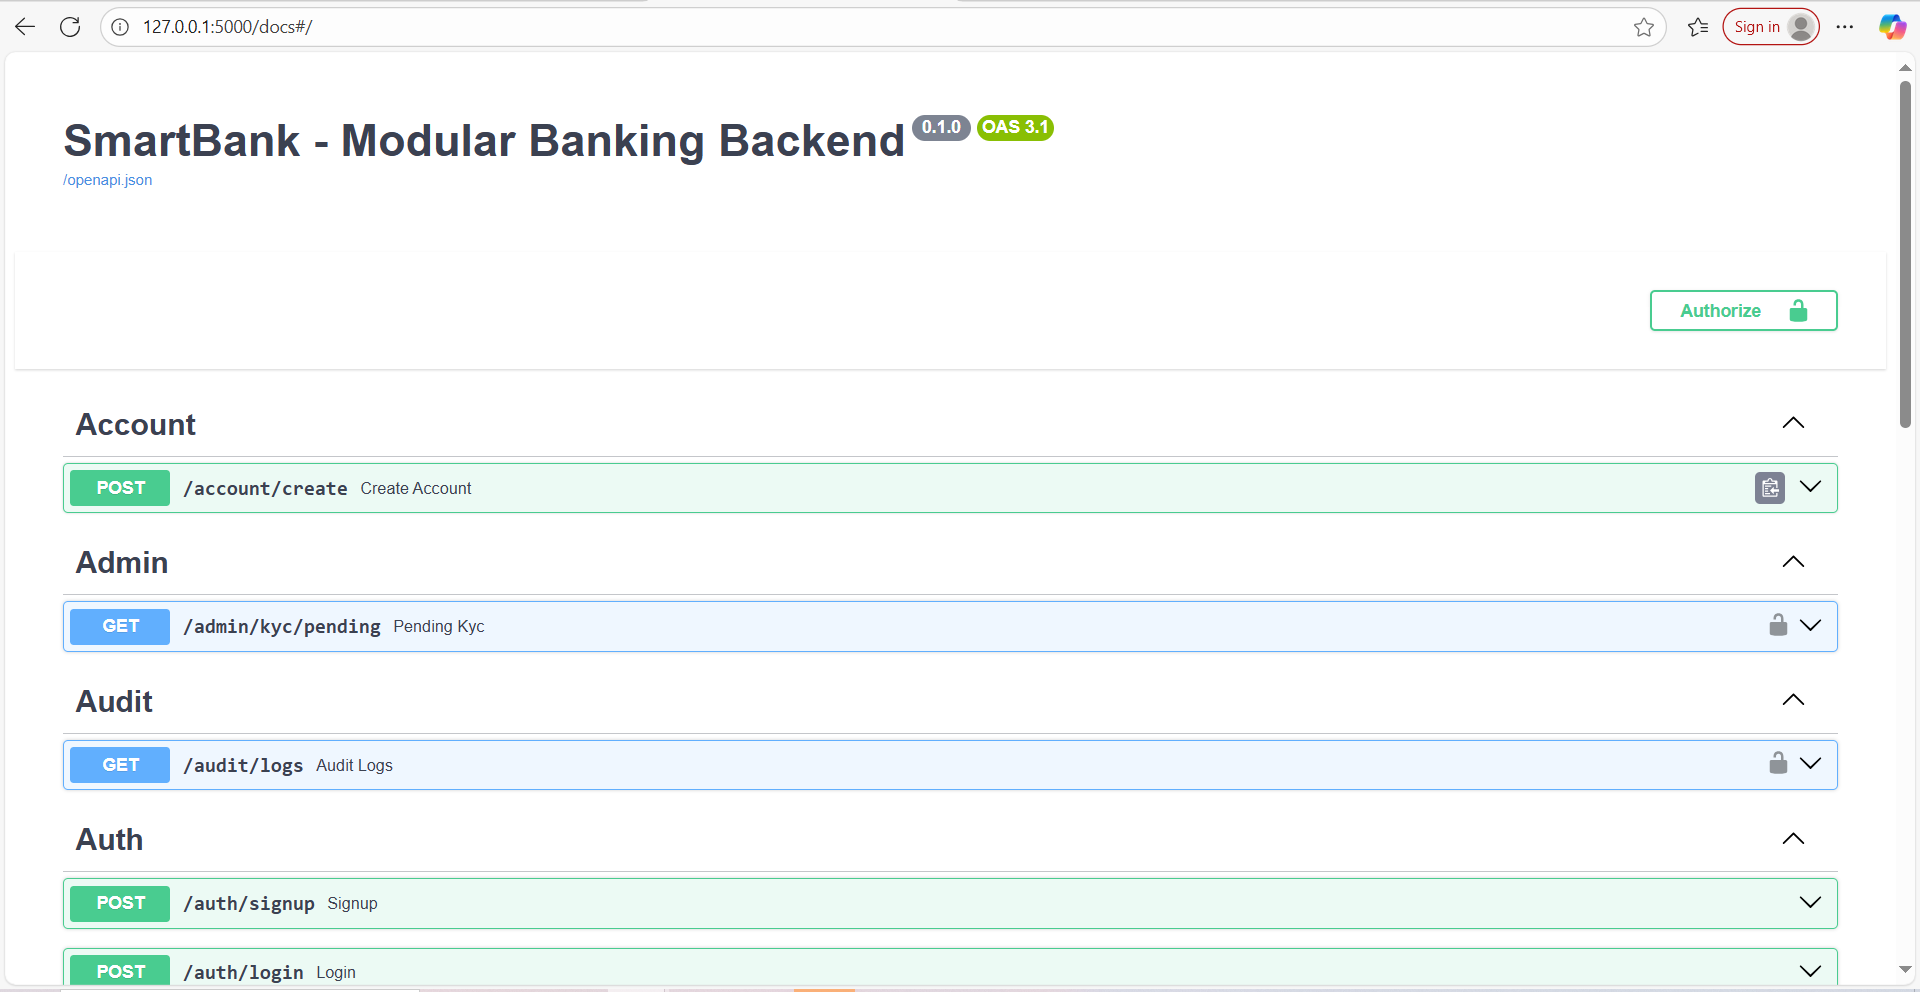 127.0.0.1:5000/docs#/
Sign in
SmartBank - Modular Banking Backend 0.1.0 OAS 3.1
/openapi.json
Authorize
Account
POST /account/create Create Account
Admin
GET /admin/kyc/pending Pending Kyc
Audit
GET /audit/logs Audit Logs
Auth
POST /auth/signup Signup
POST /auth/login Login